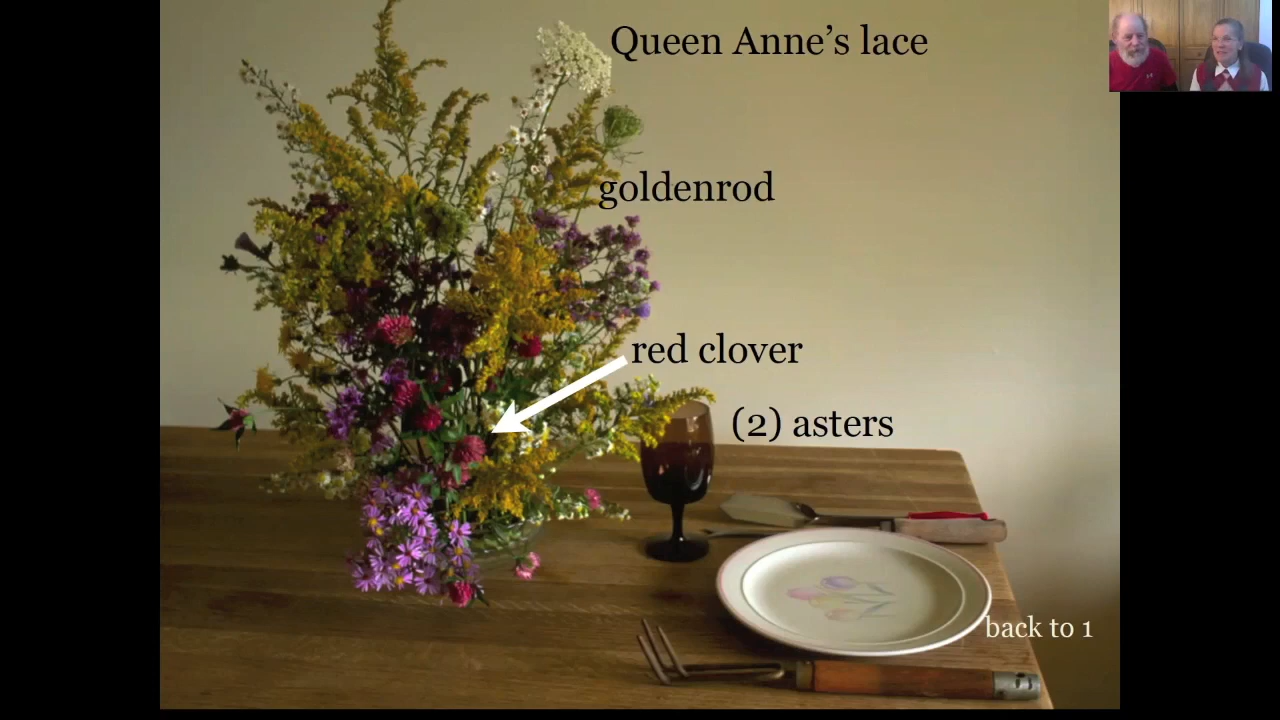 Queen Anne’s lace
goldenrod
red clover
(2) asters
back to 1